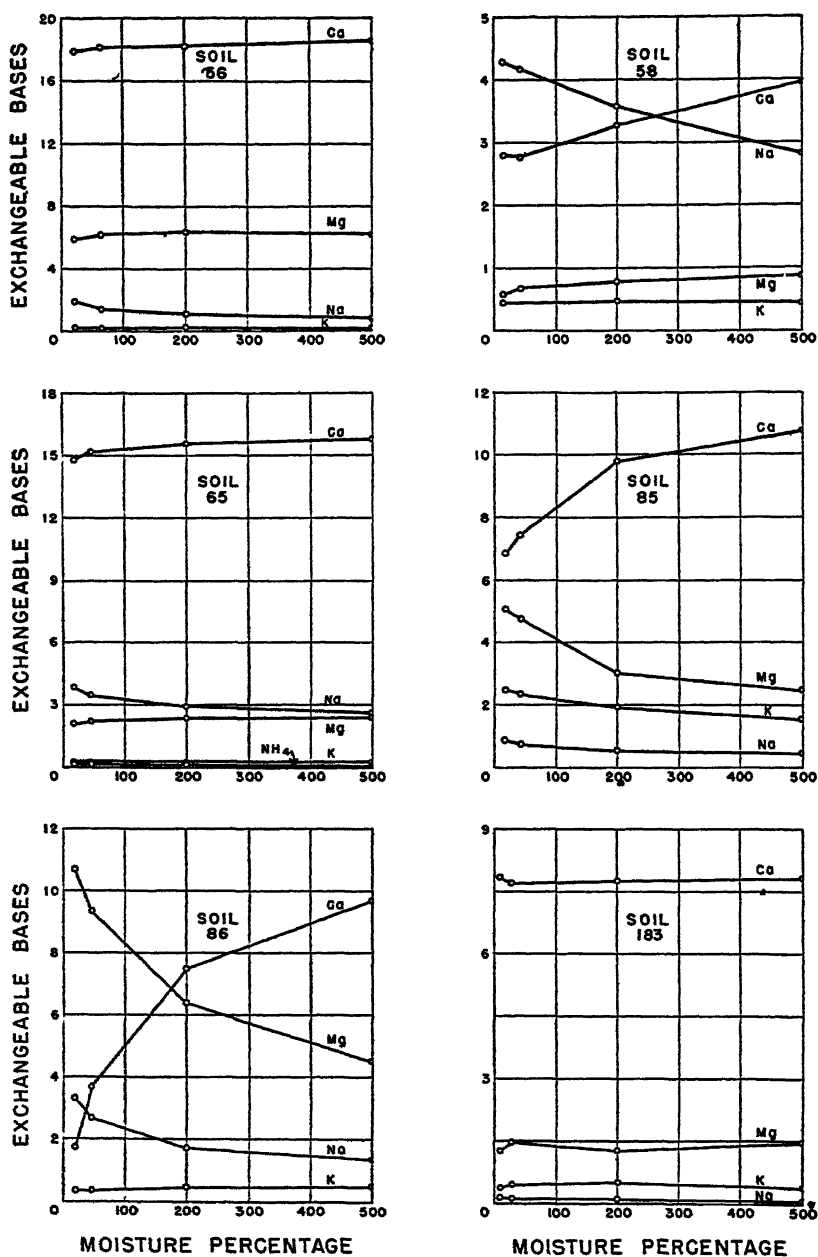 EXCHANGEABLE BASES
20
16
12
8
4
0 100 200 300 400 500
SOIL
56
Ca
Mg
Na
K
5
4
3
2
1
0 100 200 300 400 500
SOIL
58
Ca
Na
Mg
K
EXCHANGEABLE BASES
18
15
12
9
6
3
0 100 200 300 400 500
SOIL
65
Ca
Na
Mg
NH4
K
12
10
8
6
4
2
0 100 200 300 400 500
SOIL
85
Ca
Mg
K
Na
EXCHANGEABLE BASES
12
10
8
6
4
2
0 100 200 300 400 500
SOIL
86
Ca
Mg
Na
K
MOISTURE PERCENTAGE
9
6
3
0 100 200 300 400 500
SOIL
183
Ca
Mg
K
Na
MOISTURE PERCENTAGE